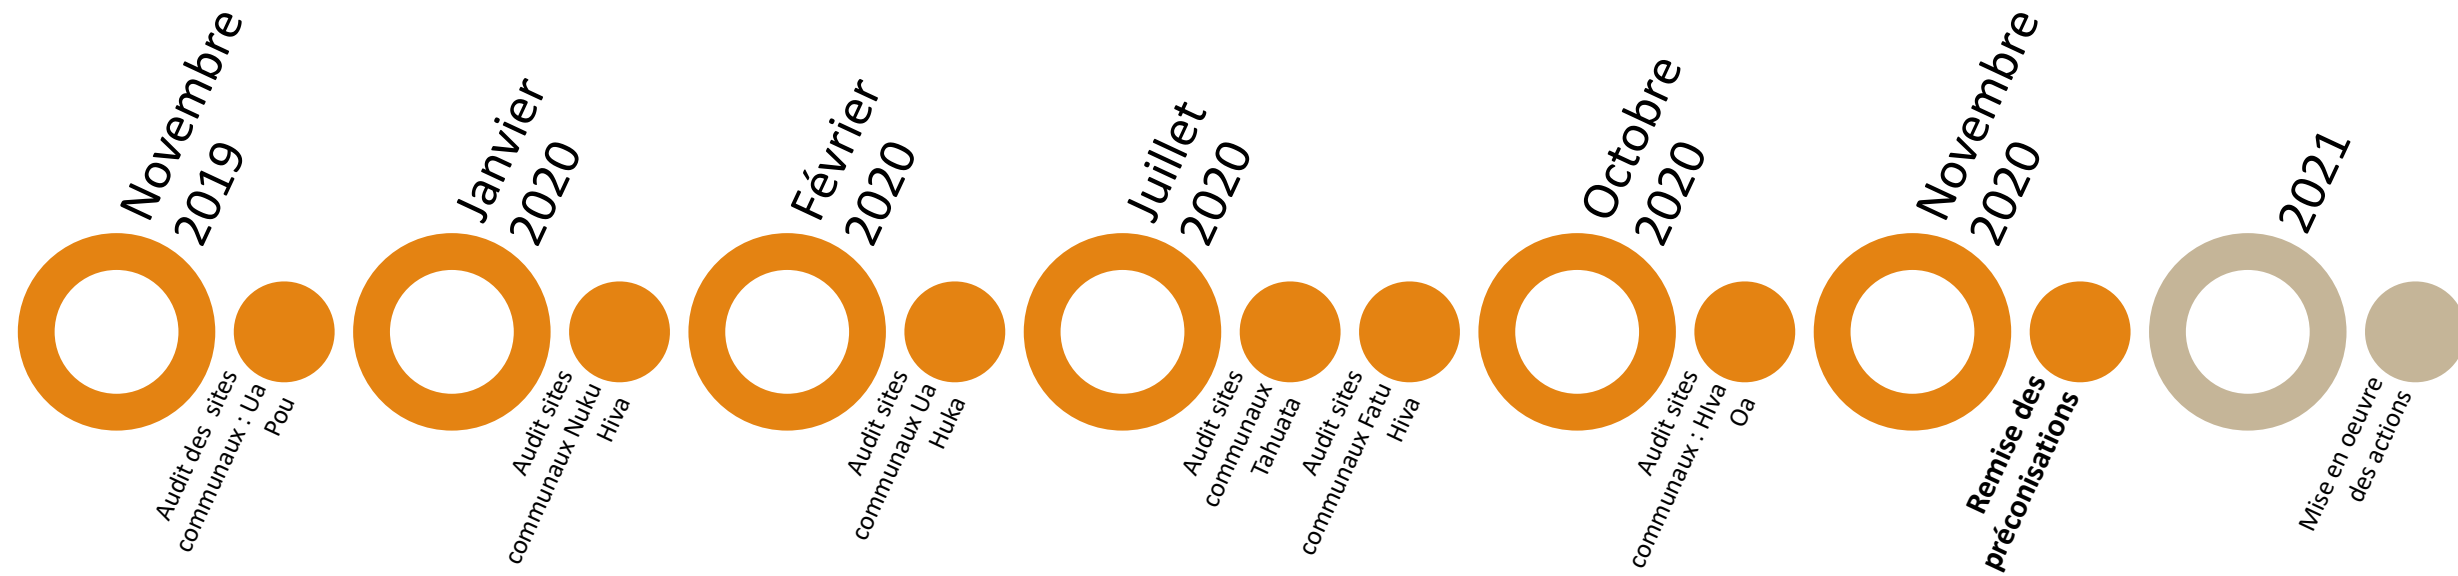 Novembre
2019
Audit des  sites
communaux : Ua
Pou
Janvier
2020
Audit sites
communaux Nuku
Hiva
Février
2020
Audit sites
communaux Ua
Huka
Juillet
2020
Audit sites
communaux
Tahuata
Audit sites
communaux Fatu
Hiva
Octobre
2020
Audit sites
communaux : HIva
Oa
Novembre
2020
Remise des
préconisations
2021
Mise en oeuvre
des actions